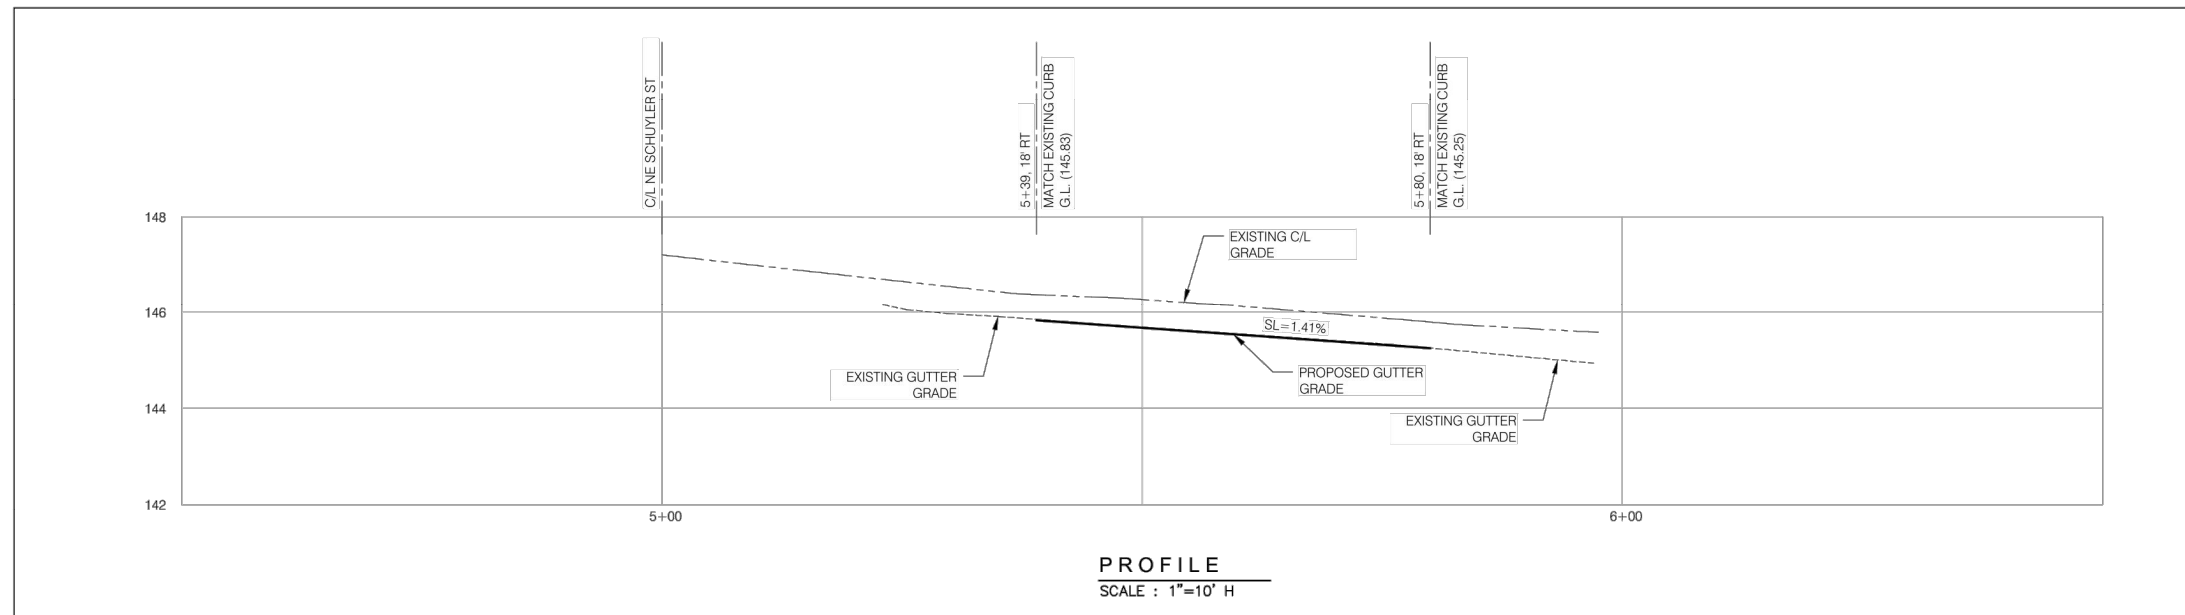 C/L NE SCHUYLER ST
5+39, 18' RT
MATCH EXISTING CURB
G.L. (145.83)
5+80, 18' RT
MATCH EXISTING CURB
G.L. (145.25)
148
146
144
142
EXISTING C/L
GRADE
SL=1.41%
EXISTING GUTTER
GRADE
PROPOSED GUTTER
GRADE
EXISTING GUTTER
GRADE
5+00
6+00
PROFILE
SCALE : 1"=10' H